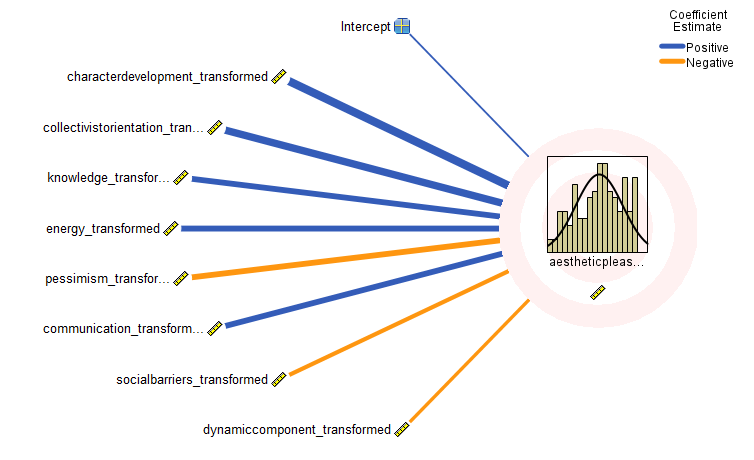 Coefficient
Estimate
Positive
Negative
Intercept
characterdevelopment_transformed
collectivistorientation_tran...
knowledge_transfor...
energy_transformed
pessimism_transfor...
communication_transform...
socialbarriers_transformed
dynamiccomponent_transformed
aestheticpleas...